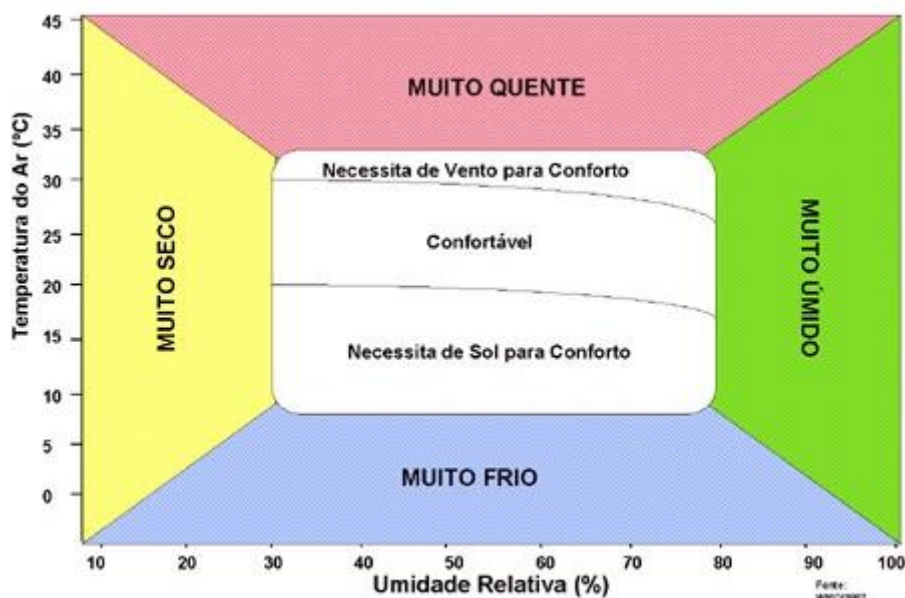 45
40
35
30
25
20
15
10
5
0
Temperatura do Ar (ºC)
MUITO QUENTE
Necessita de Vento para Conforto
Confortável
Necessita de Sol para Conforto
MUITO SECO
MUITO ÚMIDO
MUITO FRIO
10 20 30 40 50 60 70 80 90 100
Umidade Relativa (%)
Fonte: